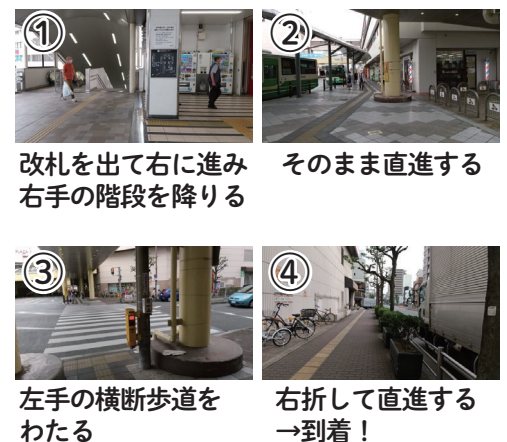 ①
改札を出て右に進み
右手の階段を降りる
②
そのまま直進する
③
左手の横断歩道を
わたる
④
右折して直進する
→到着！